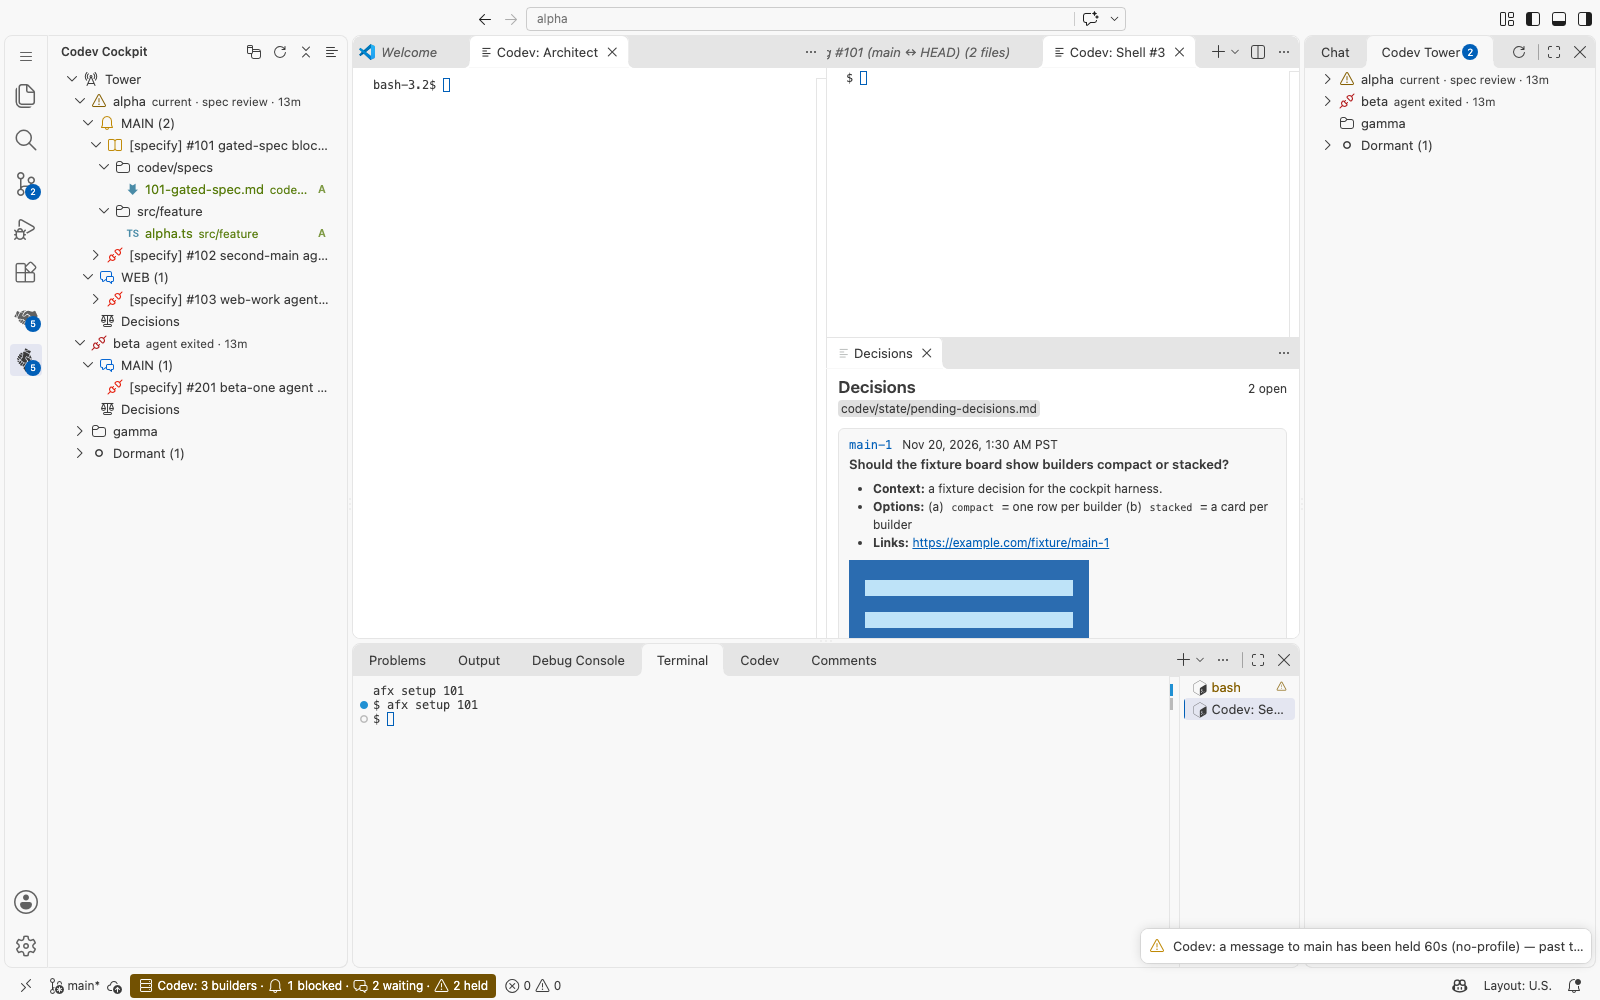 alpha
Codev Cockpit
Tower
alpha current · spec review · 13m
MAIN (2)
[specify] #101 gated-spec bloc...
codev/specs
101-gated-spec.md code... A
src/feature
TS alpha.ts src/feature A
[specify] #102 second-main ag...
WEB (1)
[specify] #103 web-work agent...
Decisions
beta agent exited · 13m
MAIN (1)
[specify] #201 beta-one agent ...
Decisions
gamma
Dormant (1)
2
5
5
Welcome
Codev: Architect
bash-3.2$
#101 (main ↔ HEAD) (2 files)
Codev: Shell #3
$
Decisions
Decisions
2 open
codev/state/pending-decisions.md
main-1 Nov 20, 2026, 1:30 AM PST
Should the fixture board show builders compact or stacked?
• Context: a fixture decision for the cockpit harness.
• Options: (a) compact = one row per builder (b) stacked = a card per
builder
• Links: https://example.com/fixture/main-1
Problems
Output
Debug Console
Terminal
Codev
Comments
afx setup 101
$ afx setup 101
$
bash
Codev: Se...
Chat
Codev Tower 2
alpha current · spec review · 13m
beta agent exited · 13m
gamma
Dormant (1)
Codev: a message to main has been held 60s (no-profile) — past t...
main*
Codev: 3 builders · 1 blocked · 2 waiting · 2 held
0 0
Layout: U.S.